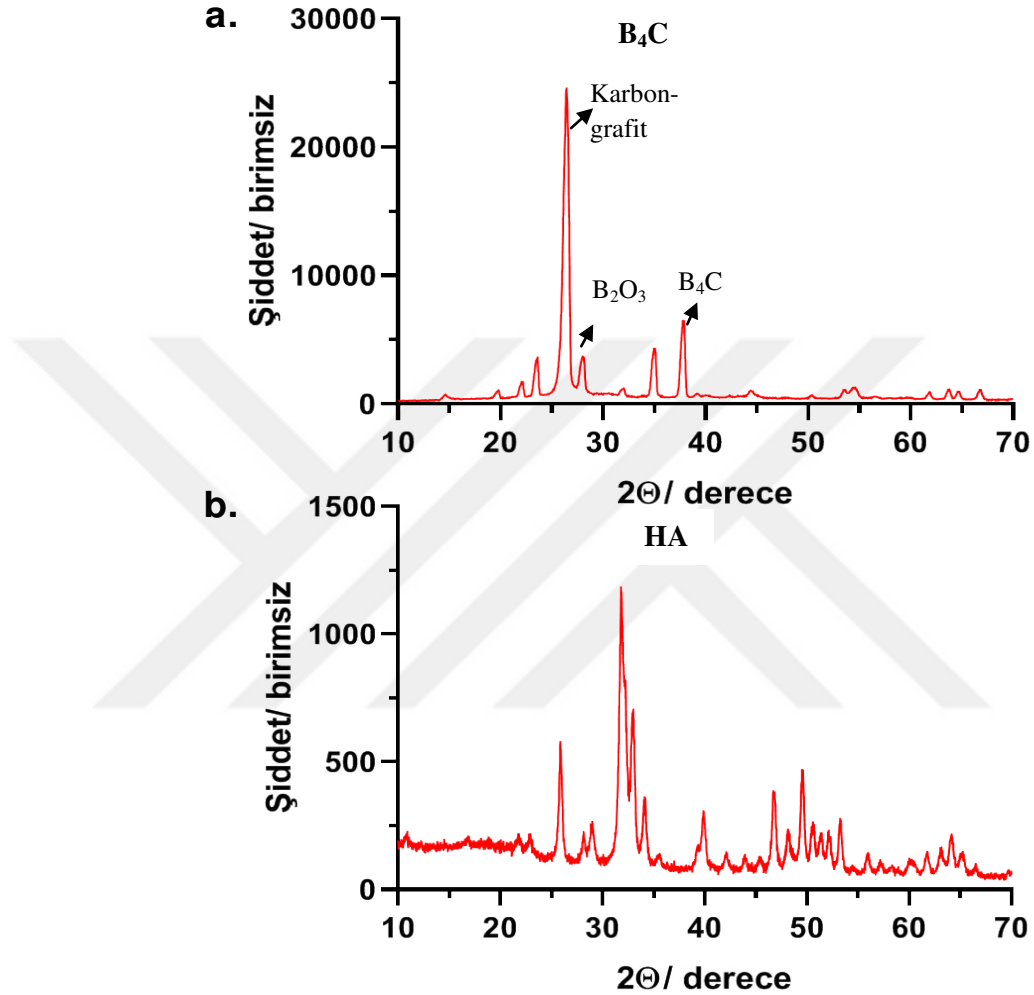 a.
B₄C
30000
20000
10000
0
Şiddet/ birimsiz
Karbon-
grafit
B₂O₃
B₄C
10 20 30 40 50 60 70
2Θ/ derece
b.
HA
1500
1000
500
0
Şiddet/ birimsiz
10 20 30 40 50 60 70
2Θ/ derece